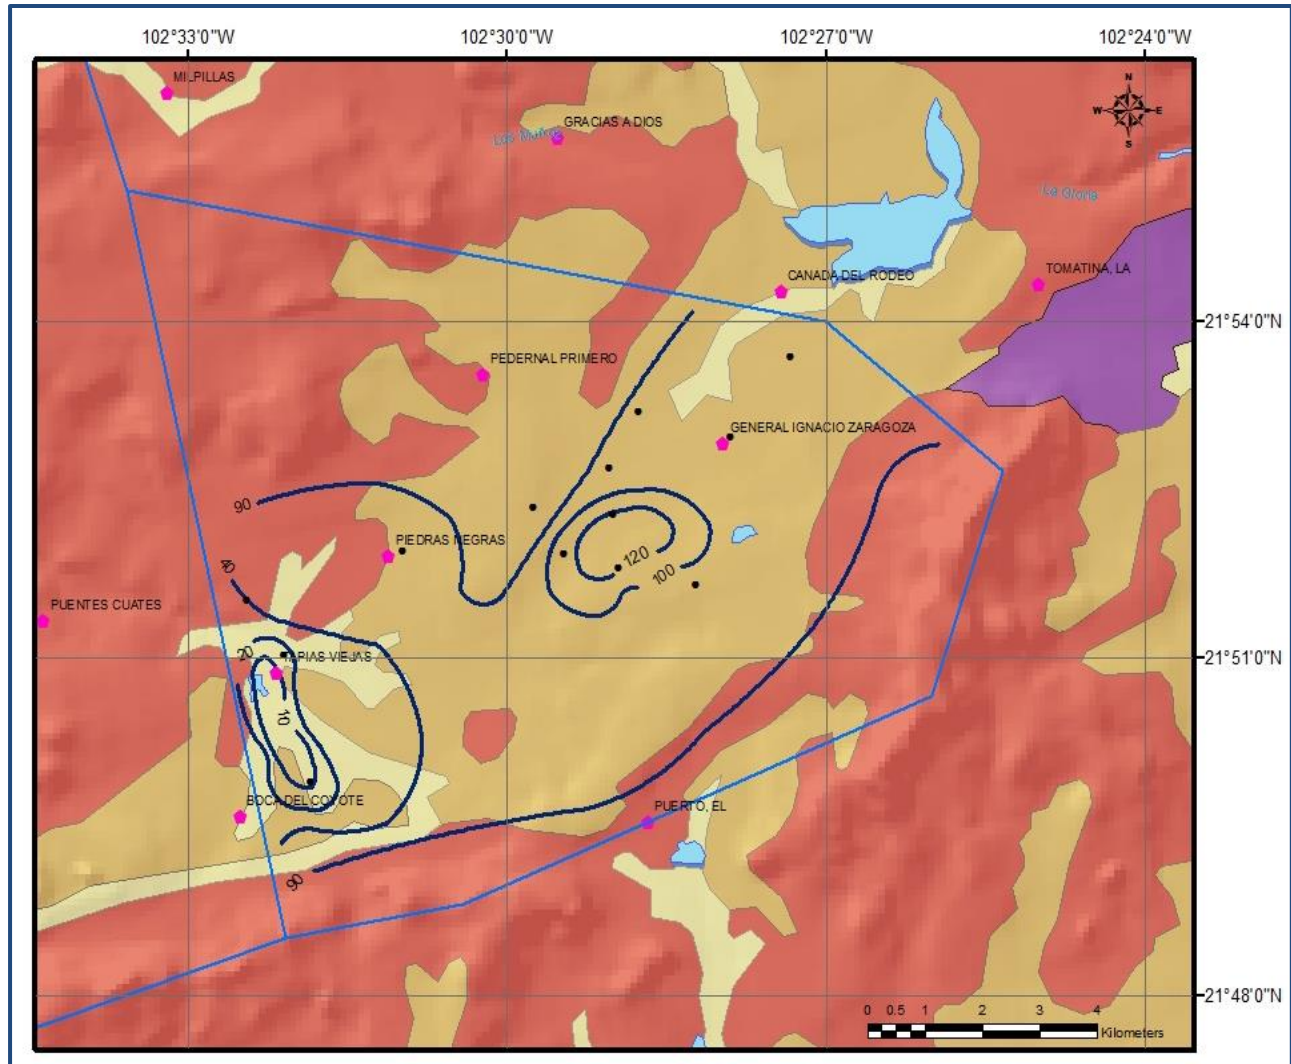 102°33'0"W
102°30'0"W
102°27'0"W
102°24'0"W
MILPILLAS
N
W
E
S
GRACIAS A DIOS
Los Muñoz
La Gloria
TOMATINA, LA
CANADA DEL RODEO
21°54'0"N
PEDERNAL PRIMERO
GENERAL IGNACIO ZARAGOZA
90
PIEDRAS NEGRAS
120
100
40
PUENTES CUATES
20
TAPIAS VIEJAS
21°51'0"N
10
BOCA DEL COYOTE
PUERTO, EL
90
21°48'0"N
0 0.5 1 2 3 4
Kilometers